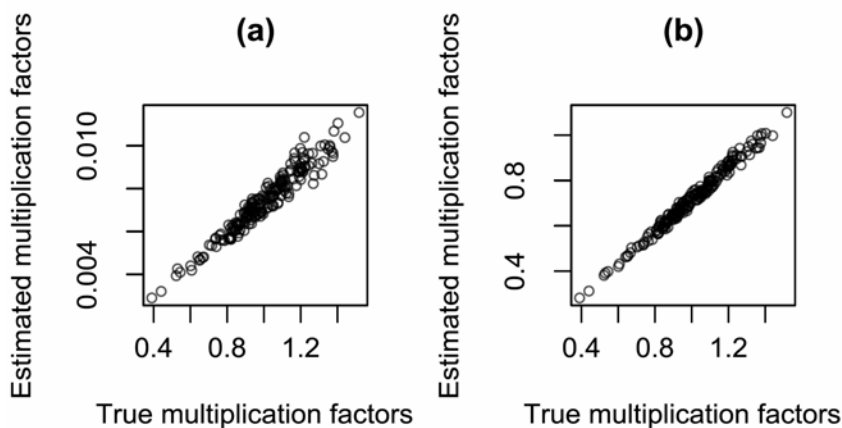 (a)
Estimated multiplication factors
0.010
0.004
0.4 0.8 1.2
True multiplication factors
(b)
Estimated multiplication factors
0.8
0.4
0.4 0.8 1.2
True multiplication factors